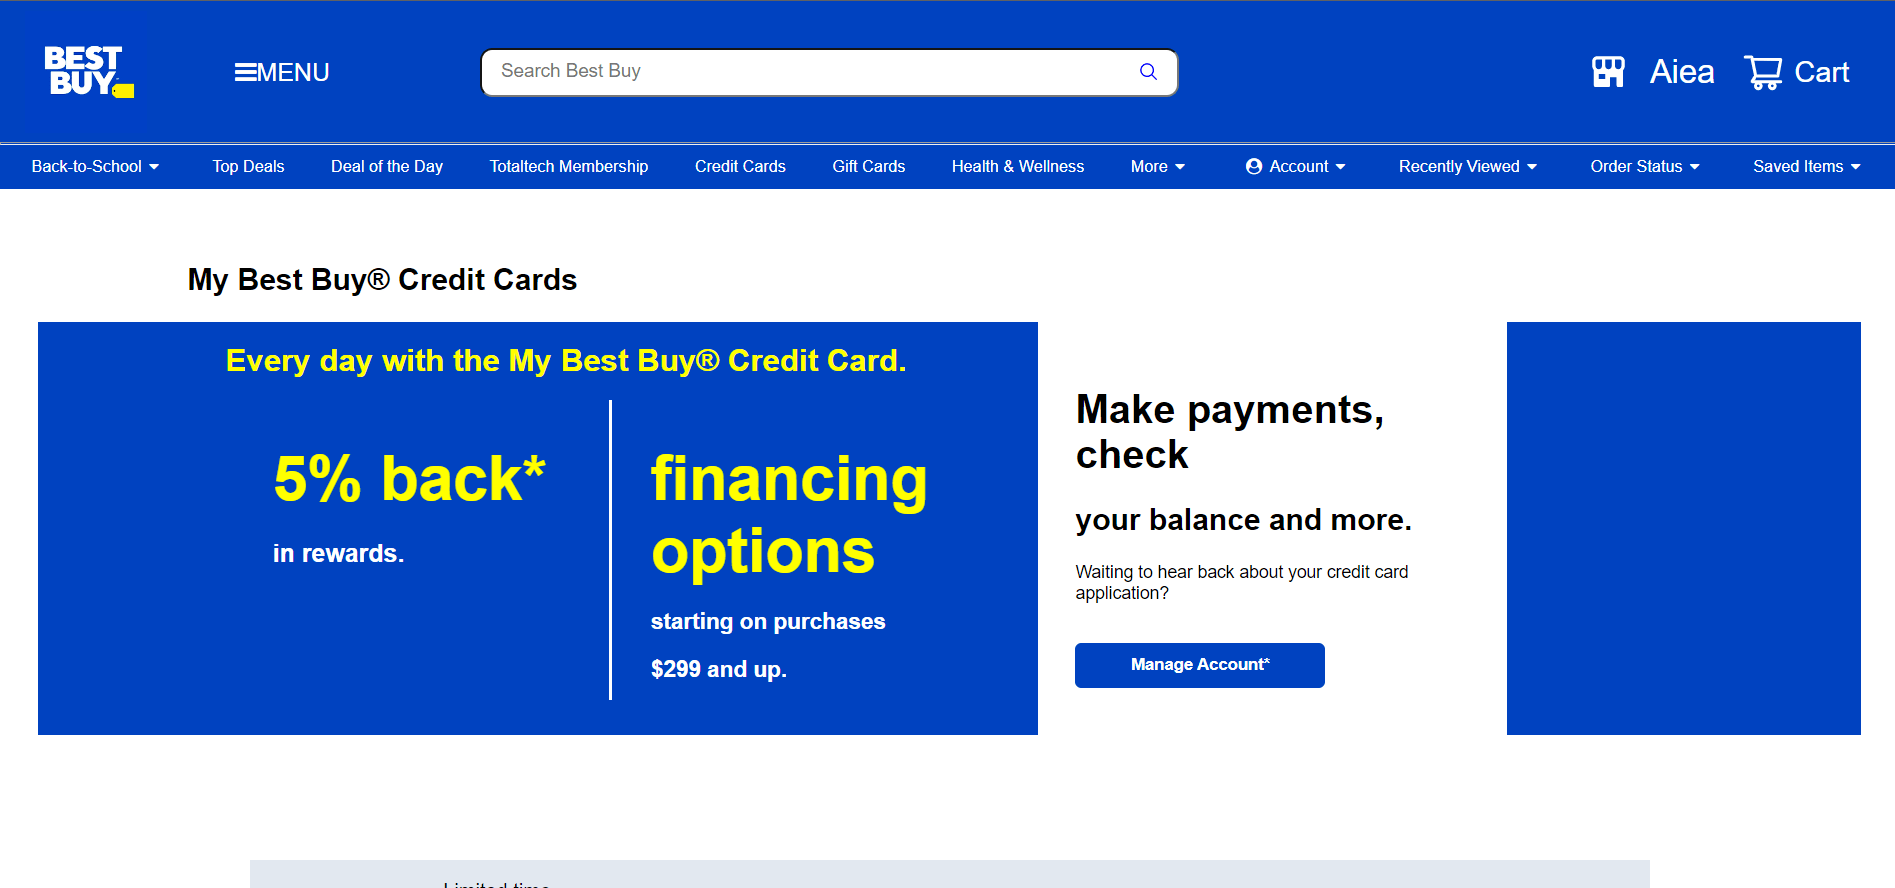 BEST
BUY
MENU
Search Best Buy
Aiea
Cart
Back-to-School
Top Deals
Deal of the Day
Totaltech Membership
Credit Cards
Gift Cards
Health & Wellness
More
Account
Recently Viewed
Order Status
Saved Items
My Best Buy® Credit Cards
Every day with the My Best Buy® Credit Card.
5% back*
in rewards.
financing
options
starting on purchases
$299 and up.
Make payments,
check
your balance and more.
Waiting to hear back about your credit card
application?
Manage Account*
Limited time